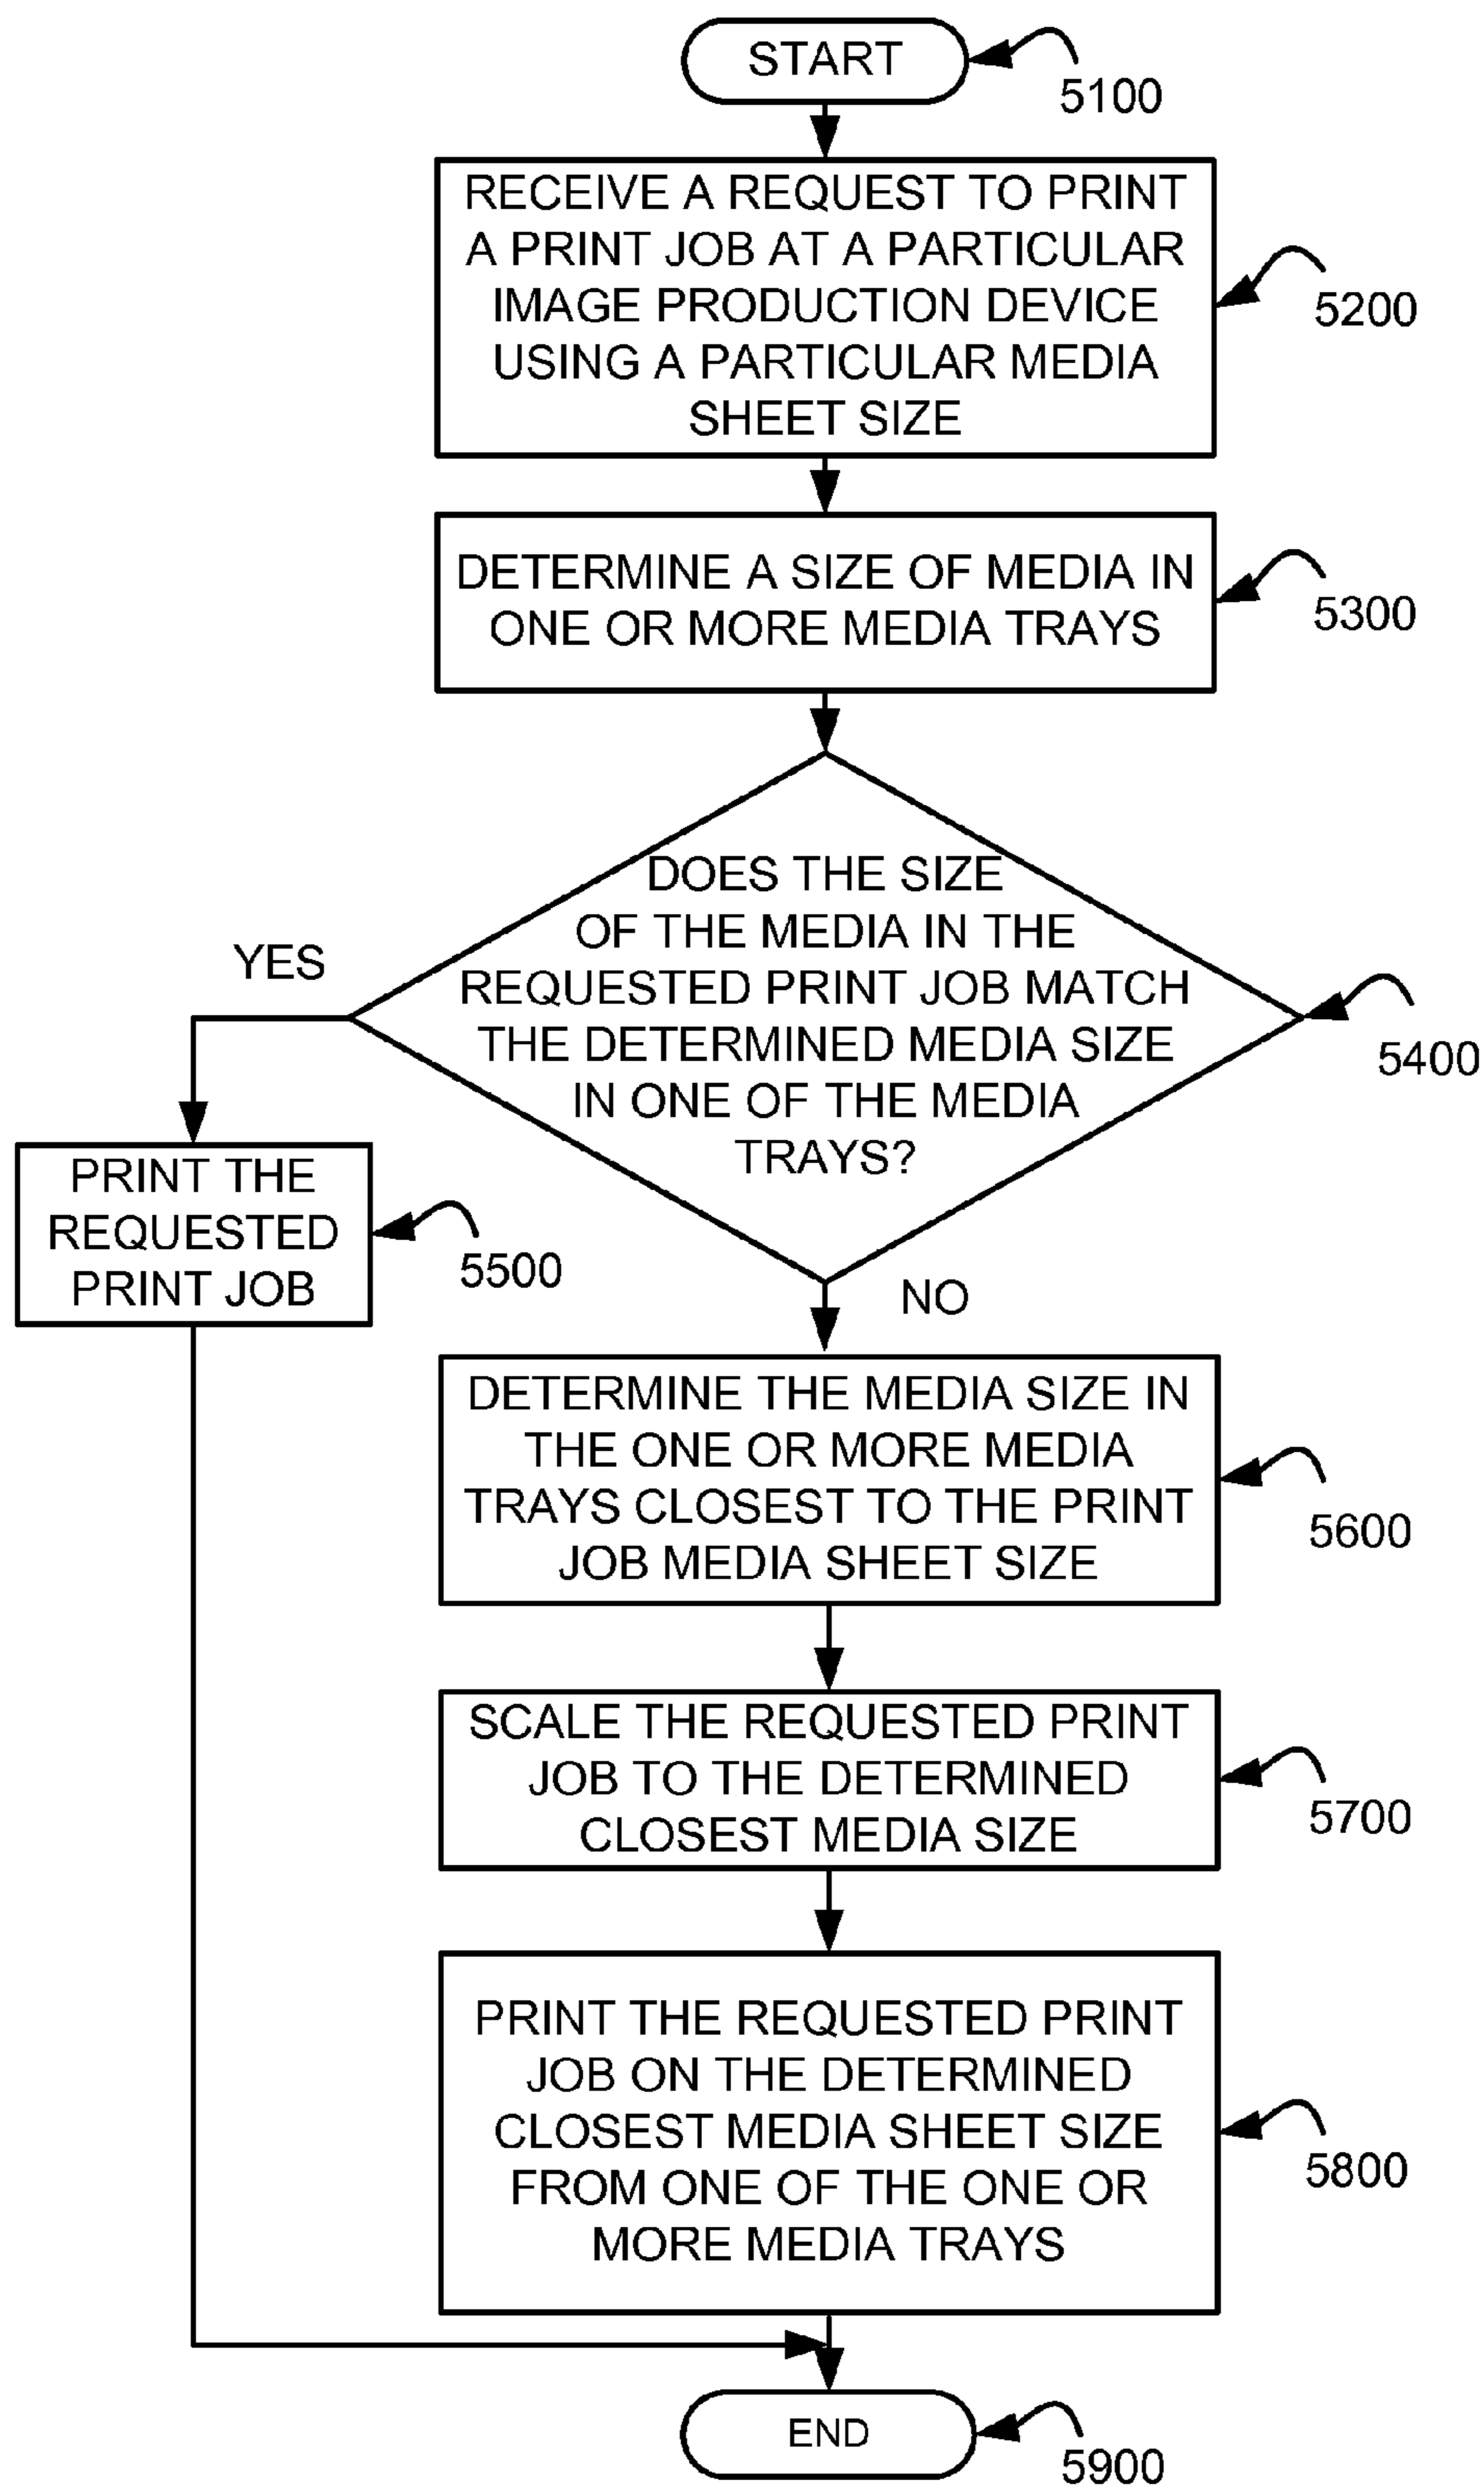 START
5100
RECEIVE A REQUEST TO PRINT
A PRINT JOB AT A PARTICULAR
IMAGE PRODUCTION DEVICE
USING A PARTICULAR MEDIA
SHEET SIZE
5200
DETERMINE A SIZE OF MEDIA IN
ONE OR MORE MEDIA TRAYS
5300
DOES THE SIZE
OF THE MEDIA IN THE
REQUESTED PRINT JOB MATCH
THE DETERMINED MEDIA SIZE
IN ONE OF THE MEDIA
TRAYS?
5400
YES
PRINT THE
REQUESTED
PRINT JOB
5500
NO
DETERMINE THE MEDIA SIZE IN
THE ONE OR MORE MEDIA
TRAYS CLOSEST TO THE PRINT
JOB MEDIA SHEET SIZE
5600
SCALE THE REQUESTED PRINT
JOB TO THE DETERMINED
CLOSEST MEDIA SIZE
5700
PRINT THE REQUESTED PRINT
JOB ON THE DETERMINED
CLOSEST MEDIA SHEET SIZE
FROM ONE OF THE ONE OR
MORE MEDIA TRAYS
5800
END
5900